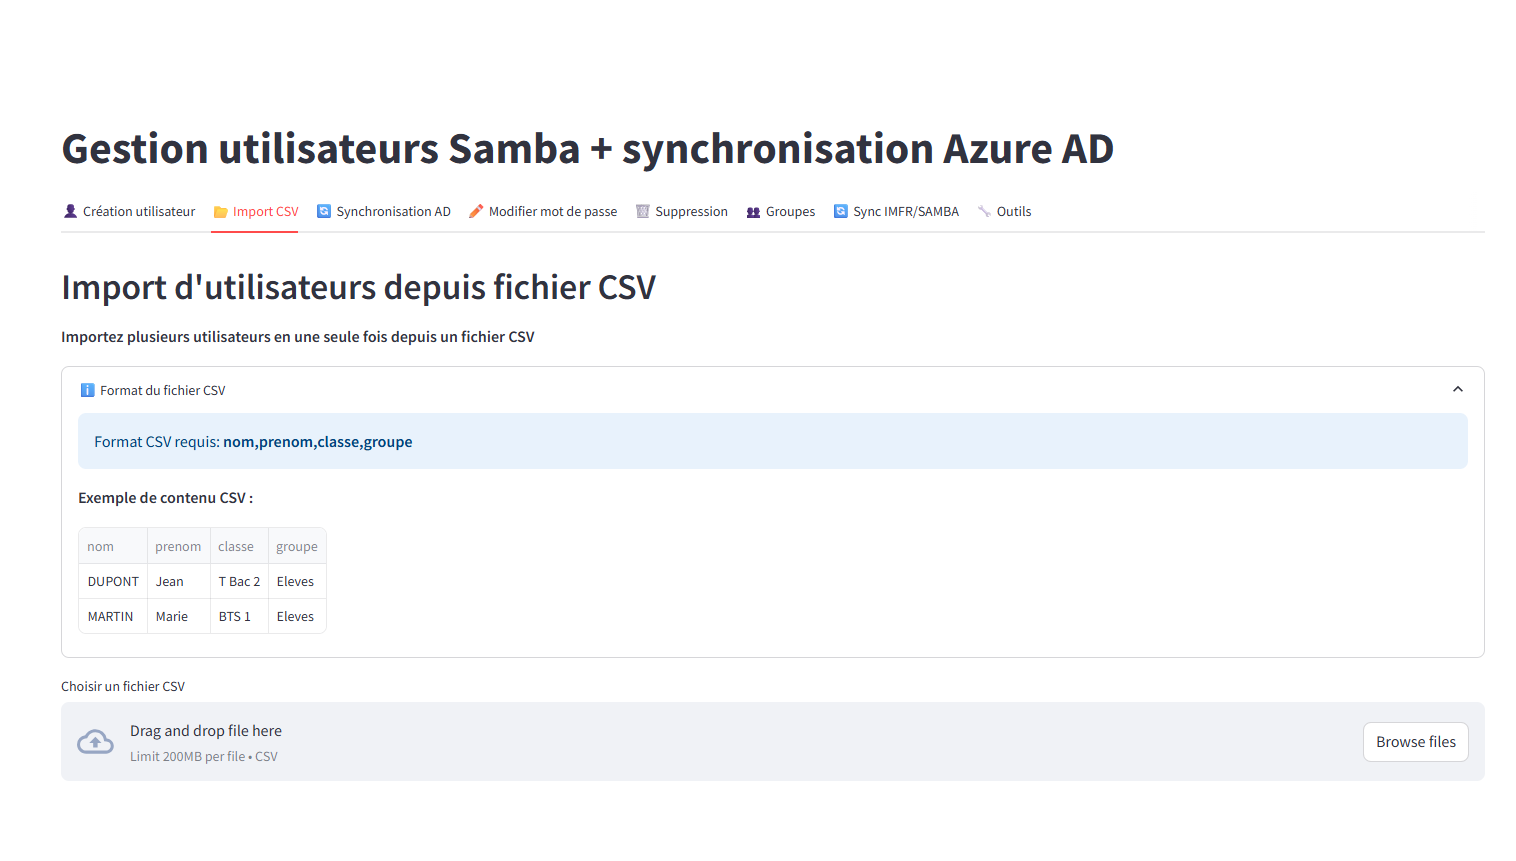 Gestion utilisateurs Samba + synchronisation Azure AD
Création utilisateur Import CSV Synchronisation AD Modifier mot de passe Suppression Groupes Sync IMFR/SAMBA Outils
Import d'utilisateurs depuis fichier CSV
Importez plusieurs utilisateurs en une seule fois depuis un fichier CSV
Format du fichier CSV
Format CSV requis: nom,prenom,classe,groupe
Exemple de contenu CSV :
nom prenom classe groupe
DUPONT Jean T Bac 2 Eleves
MARTIN Marie BTS 1 Eleves
Choisir un fichier CSV
Drag and drop file here
Limit 200MB per file • CSV
Browse files